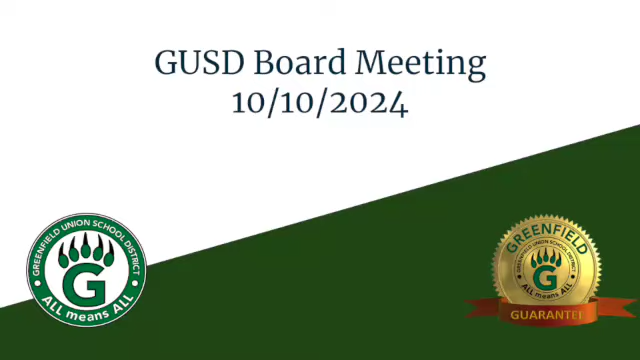 GUSD Board Meeting
10/10/2024
GREENFIELD UNION SCHOOL DISTRICT
G
ALL means ALL
GREENFIELD
GREENFIELD UNION SCHOOL DISTRICT
G
ALL means ALL
GUARANTEE